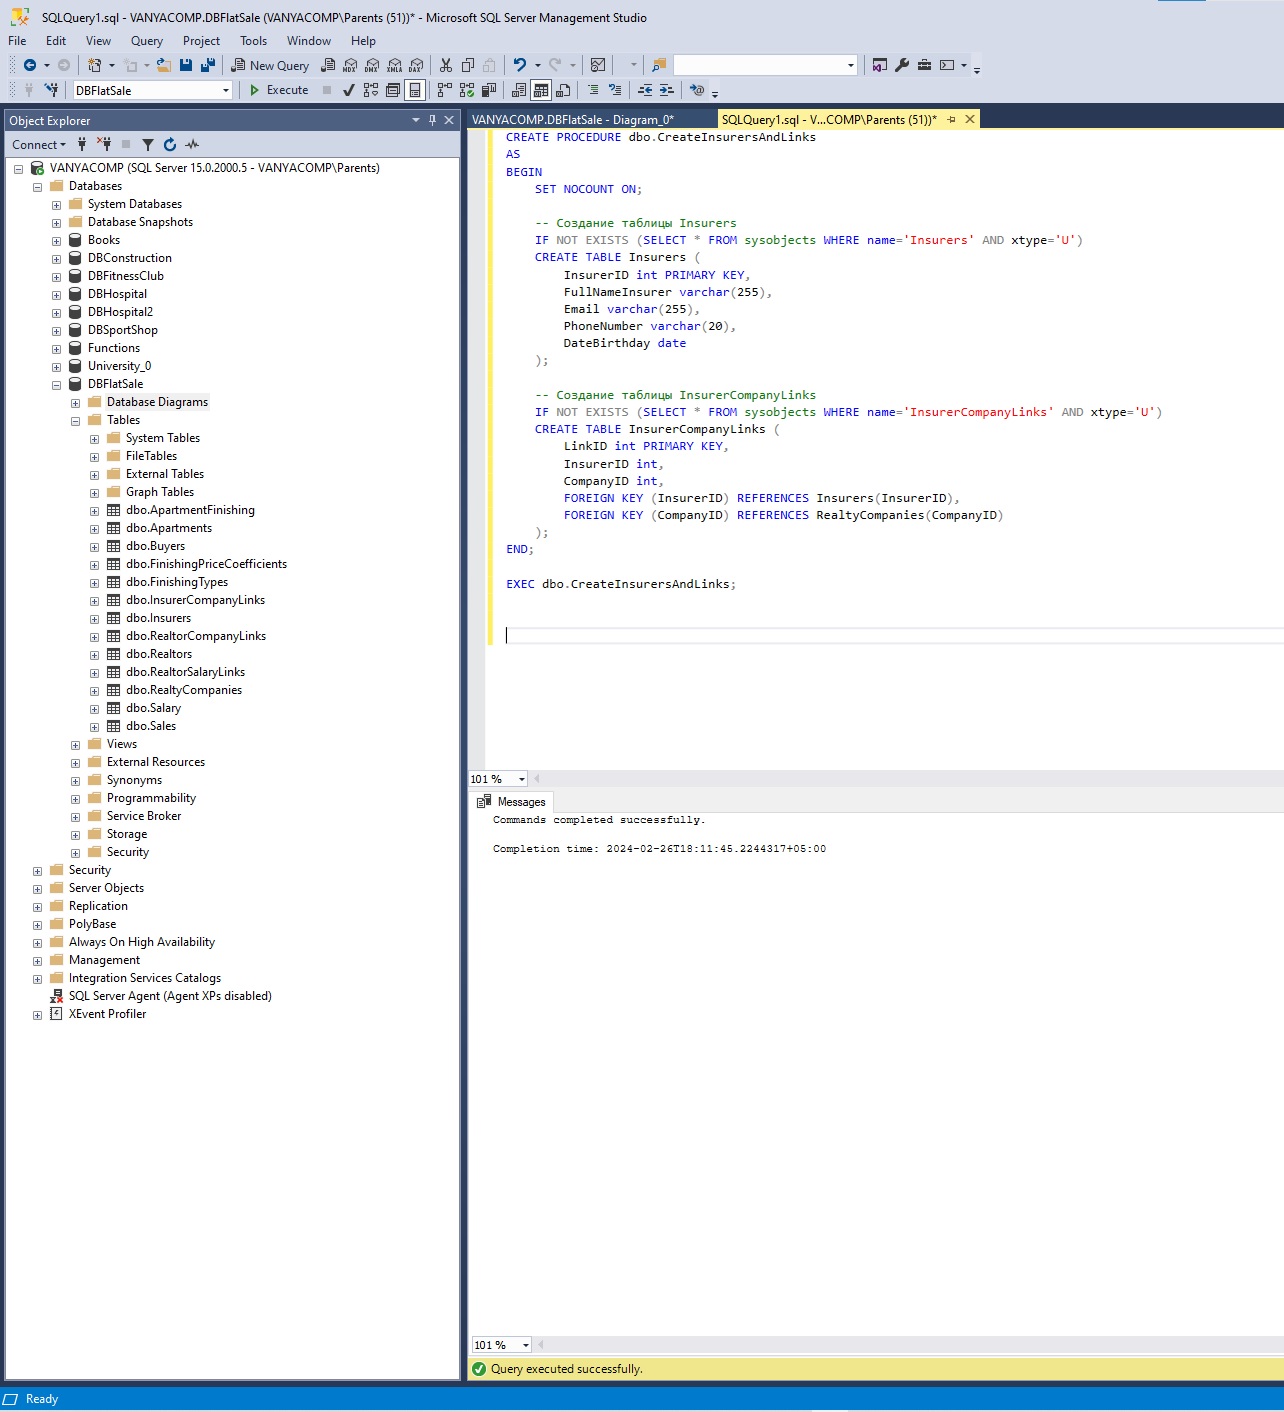 SQLQuery1.sql - VANYACOMP.DBFlatSale (VANYACOMP\Parents (51))* - Microsoft SQL Server Management Studio
File Edit View Query Project Tools Window Help
New Query MDX DMX XMLA DAX
DBFlatSale Execute
Object Explorer
Connect
VANYACOMP (SQL Server 15.0.2000.5 - VANYACOMP\Parents)
Databases
System Databases
Database Snapshots
Books
DBConstruction
DBFitnessClub
DBHospital
DBHospital2
DBSportShop
Functions
University_0
DBFlatSale
Database Diagrams
Tables
System Tables
FileTables
External Tables
Graph Tables
dbo.ApartmentFinishing
dbo.Apartments
dbo.Buyers
dbo.FinishingPriceCoefficients
dbo.FinishingTypes
dbo.InsurerCompanyLinks
dbo.Insurers
dbo.RealtorCompanyLinks
dbo.Realtors
dbo.RealtorSalaryLinks
dbo.RealtyCompanies
dbo.Salary
dbo.Sales
Views
External Resources
Synonyms
Programmability
Service Broker
Storage
Security
Security
Server Objects
Replication
PolyBase
Always On High Availability
Management
Integration Services Catalogs
SQL Server Agent (Agent XPs disabled)
XEvent Profiler
VANYACOMP.DBFlatSale - Diagram_0* SQLQuery1.sql - V...COMP\Parents (51))*
CREATE PROCEDURE dbo.CreateInsurersAndLinks
AS
BEGIN
SET NOCOUNT ON;
-- Создание таблицы Insurers
IF NOT EXISTS (SELECT * FROM sysobjects WHERE name='Insurers' AND xtype='U')
CREATE TABLE Insurers (
InsurerID int PRIMARY KEY,
FullNameInsurer varchar(255),
Email varchar(255),
PhoneNumber varchar(20),
DateBirthday date
);
-- Создание таблицы InsurerCompanyLinks
IF NOT EXISTS (SELECT * FROM sysobjects WHERE name='InsurerCompanyLinks' AND xtype='U')
CREATE TABLE InsurerCompanyLinks (
LinkID int PRIMARY KEY,
InsurerID int,
CompanyID int,
FOREIGN KEY (InsurerID) REFERENCES Insurers(InsurerID),
FOREIGN KEY (CompanyID) REFERENCES RealtyCompanies(CompanyID)
);
END;
EXEC dbo.CreateInsurersAndLinks;
101 %
Messages
Commands completed successfully.
Completion time: 2024-02-26T18:11:45.2244317+05:00
101 %
Query executed successfully.
Ready